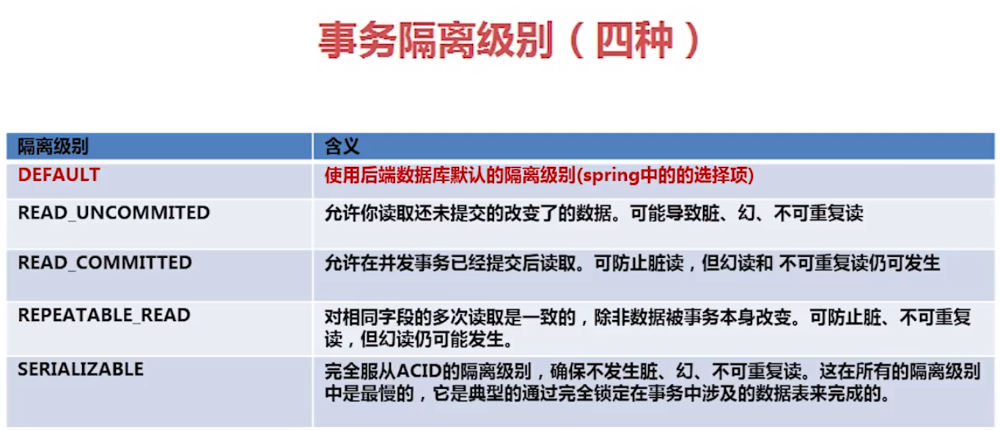 事务隔离级别（四种）
隔离级别 含义
DEFAULT 使用后端数据库默认的隔离级别(spring中的的选择项)
READ_UNCOMMITED 允许你读取还未提交的改变了的数据。可能导致脏、幻、不可重复读
READ_COMMITTED 允许在并发事务已经提交后读取。可防止脏读，但幻读和 不可重复读仍可发生
REPEATABLE_READ 对相同字段的多次读取是一致的，除非数据被事务本身改变。可防止脏、不可重复
读，但幻读仍可能发生。
SERIALIZABLE 完全服从ACID的隔离级别，确保不发生脏、幻、不可重复读。这在所有的隔离级别
中是最慢的，它是典型的通过完全锁定在事务中涉及的数据表来完成的。